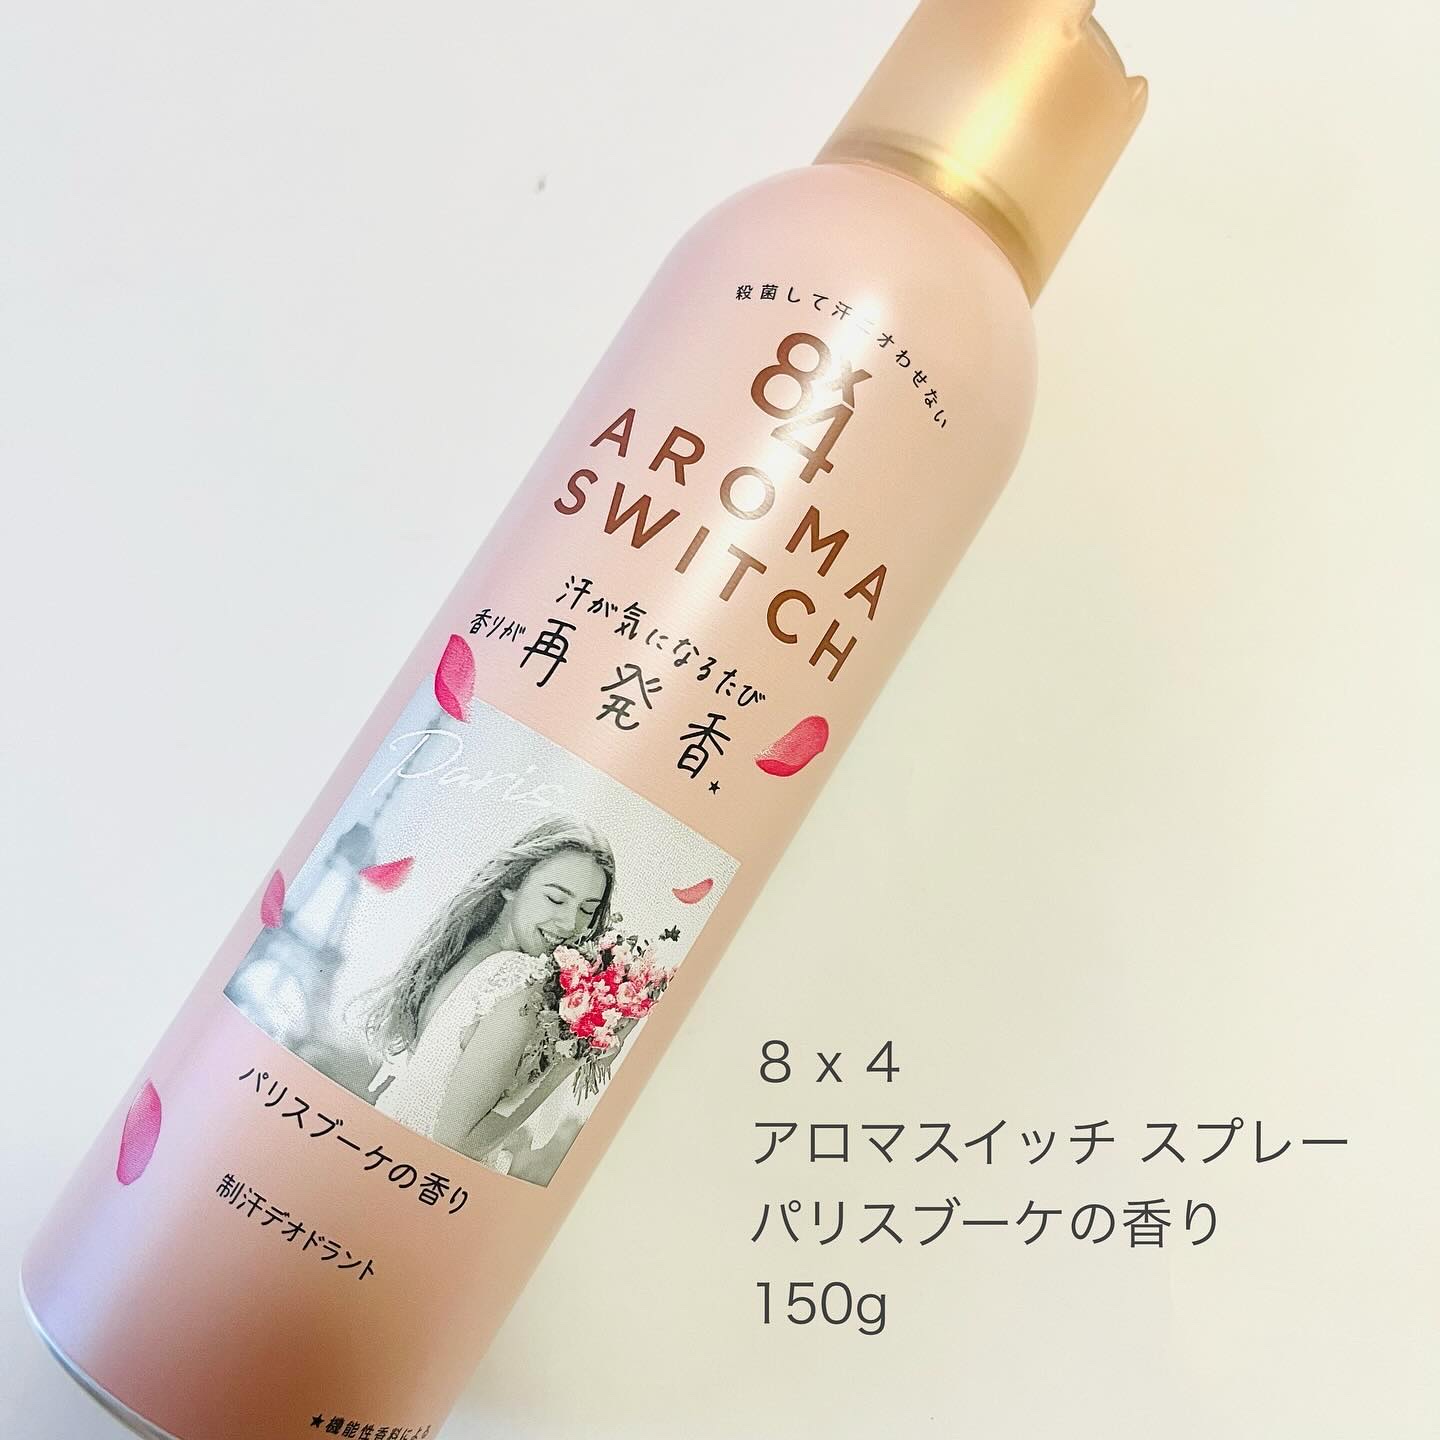 殺菌して汗ニオわせない
8x4
AROMA
SWITCH
汗が気になるたび
香りが再発香★
Paris
パリスブーケの香り
制汗デオドラント
★機能性香料による
8 x 4
アロマスイッチ スプレー
パリスブーケの香り
150g